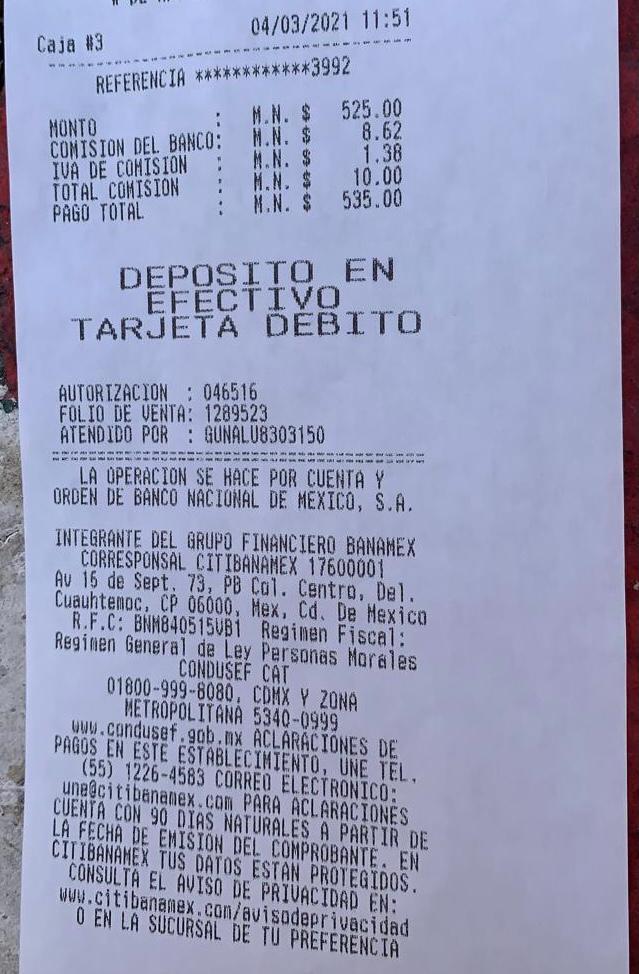 Caja #3 04/03/2021 11:51
REFERENCIA ************3992
MONTO : M.N. $ 525.00
COMISION DEL BANCO: M.N. $ 8.62
IVA DE COMISION : M.N. $ 1.38
TOTAL COMISION : M.N. $ 10.00
PAGO TOTAL : M.N. $ 535.00
DEPOSITO EN
EFECTIVO
TARJETA DEBITO
AUTORIZACION : 046516
FOLIO DE VENTA: 1289523
ATENDIDO POR : GUNALU8303150
LA OPERACION SE HACE POR CUENTA Y
ORDEN DE BANCO NACIONAL DE MEXICO, S.A.
INTEGRANTE DEL GRUPO FINANCIERO BANAMEX
CORRESPONSAL CITIBANAMEX 17600001
Av 16 de Sept. 73, PB Col. Centro, Del.
Cuauhtemoc, CP 06000, Mex, Cd. De Mexico
R.F.C: BNM840515VB1 Regimen Fiscal:
Regimen General de Ley Personas Morales
CONDUSEF CAT
01800-999-8080, CDMX Y ZONA
METROPOLITANA 5340-0999
www.condusef.gob.mx ACLARACIONES DE
PAGOS EN ESTE ESTABLECIMIENTO, UNE TEL.
(55) 1226-4583 CORREO ELECTRONICO:
une@citibanamex.com PARA ACLARACIONES
CUENTA CON 90 DIAS NATURALES A PARTIR DE
LA FECHA DE EMISION DEL COMPROBANTE. EN
CITIBANAMEX TUS DATOS ESTAN PROTEGIDOS.
CONSULTA EL AVISO DE PRIVACIDAD EN:
www.citibanamex.com/avisodeprivacidad
O EN LA SUCURSAL DE TU PREFERENCIA